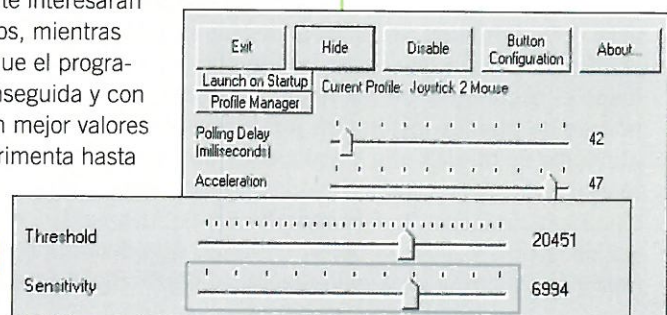 te interesarán
os, mientras
que el progra-
nseguida y con
n mejor valores
rimenta hasta
Exit Hide Disable Button Configuration About...
Launch on Startup
Current Profile: Joystick 2 Mouse
Profile Manager
Polling Delay
(milliseconds)
42
Acceleration 47
Threshold 20451
Sensitivity 6994